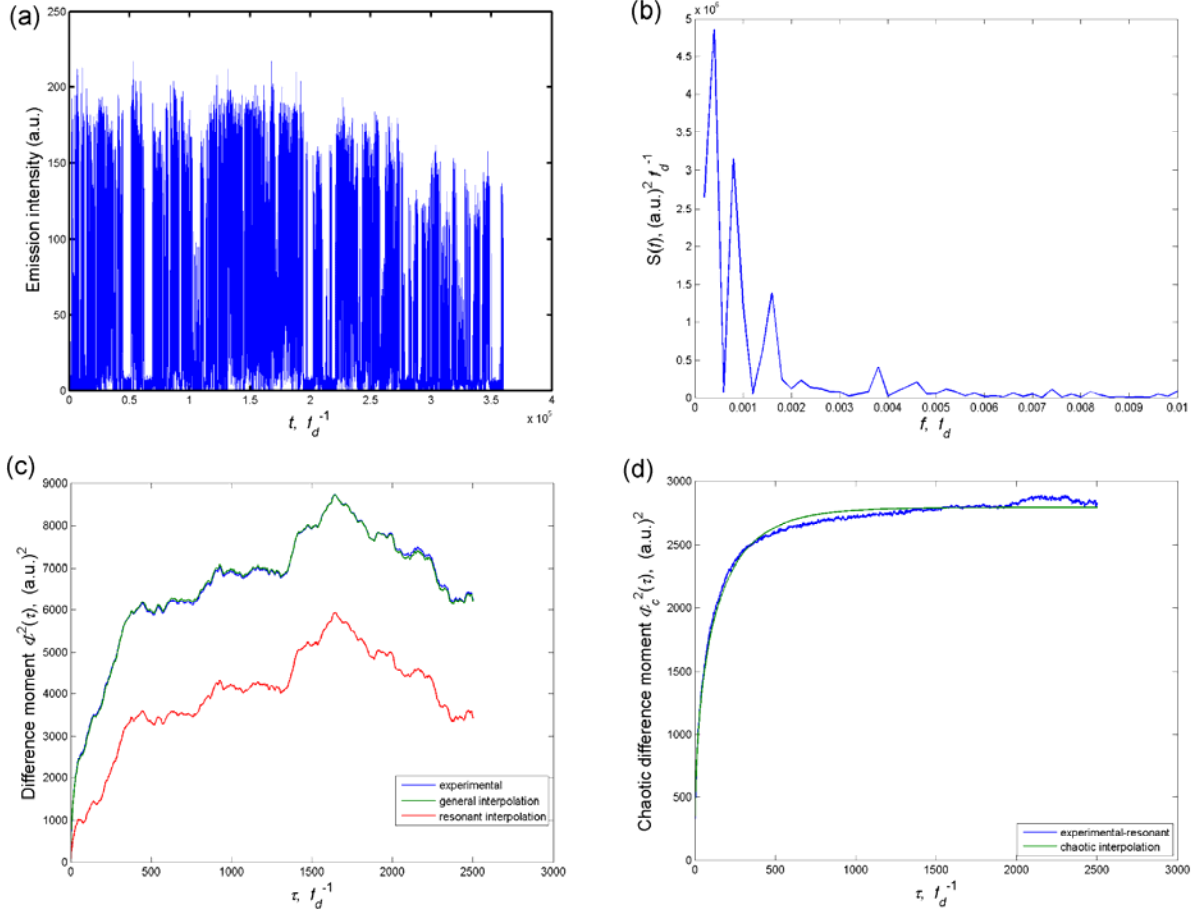 (a)
250
200
150
100
50
0
Emission intensity (a.u.)
0 0.5 1 1.5 2 2.5 3 3.5 4
x 10^5
t, f_d^-1
(b)
x 10^6
5
4.5
4
3.5
3
2.5
2
1.5
1
0.5
0
S(f), (a.u.)^2 f_d^-1
0 0.001 0.002 0.003 0.004 0.005 0.006 0.007 0.008 0.009 0.01
f, f_d
(c)
9000
8000
7000
6000
5000
4000
3000
2000
1000
0
Difference moment Φ^2(τ), (a.u.)^2
0 500 1000 1500 2000 2500 3000
τ, f_d^-1
experimental
general interpolation
resonant interpolation
(d)
3000
2500
2000
1500
1000
500
0
Chaotic difference moment Φ_c^2(τ), (a.u.)^2
0 500 1000 1500 2000 2500 3000
τ, f_d^-1
experimental-resonant
chaotic interpolation